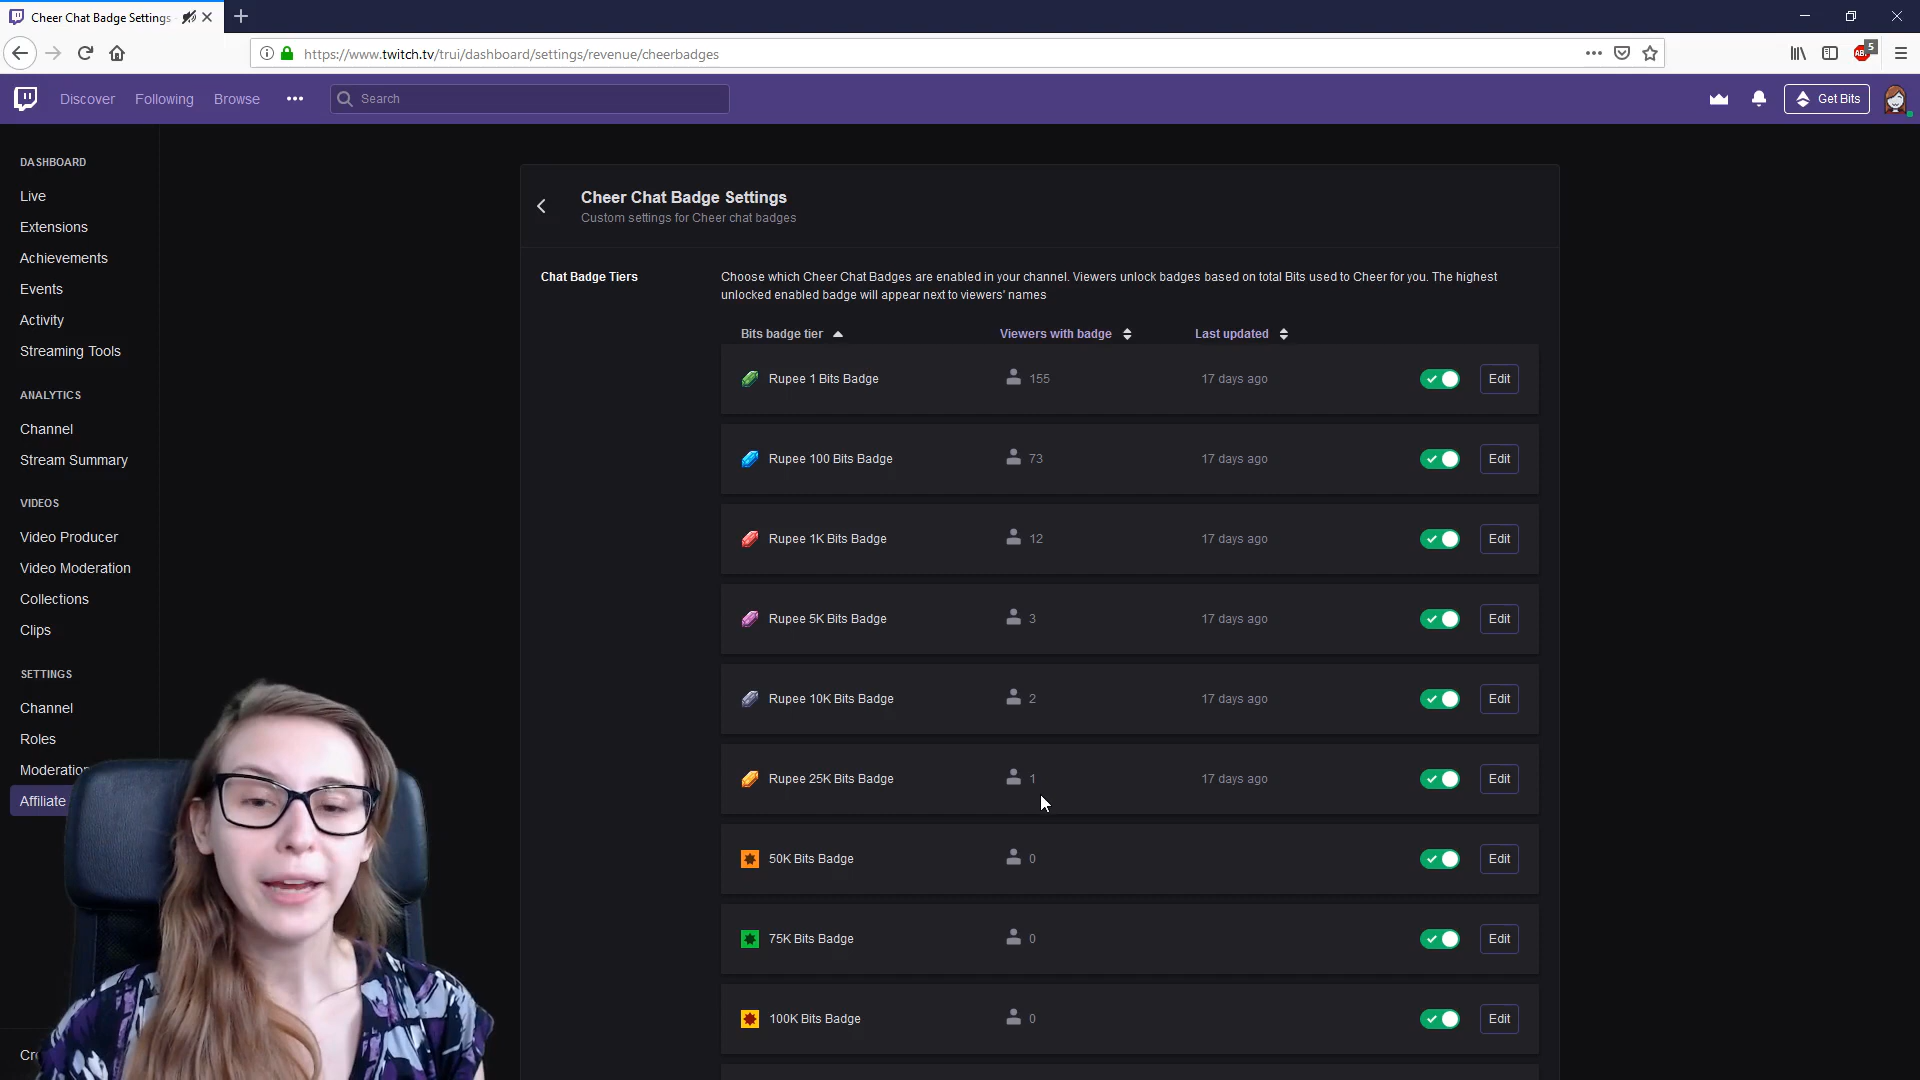 Cheer Chat Badge Settings
https://www.twitch.tv/trui/dashboard/settings/revenue/cheerbadges
5
Discover Following Browse ••• Search Get Bits
DASHBOARD
Live
Extensions
Achievements
Events
Activity
Streaming Tools
ANALYTICS
Channel
Stream Summary
VIDEOS
Video Producer
Video Moderation
Collections
Clips
SETTINGS
Channel
Roles
Affiliate
Cheer Chat Badge Settings
Custom settings for Cheer chat badges
Chat Badge Tiers
Choose which Cheer Chat Badges are enabled in your channel. Viewers unlock badges based on total Bits used to Cheer for you. The highest
unlocked enabled badge will appear next to viewers' names
Bits badge tier Viewers with badge Last updated
Rupee 1 Bits Badge 155 17 days ago Edit
Rupee 100 Bits Badge 73 17 days ago Edit
Rupee 1K Bits Badge 12 17 days ago Edit
Rupee 5K Bits Badge 3 17 days ago Edit
Rupee 10K Bits Badge 2 17 days ago Edit
Rupee 25K Bits Badge 1 17 days ago Edit
50K Bits Badge 0 Edit
75K Bits Badge 0 Edit
100K Bits Badge 0 Edit